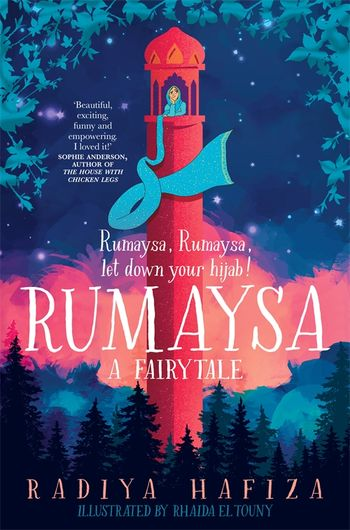 'Beautiful,
exciting,
funny and
empowering.
I loved it!'
SOPHIE ANDERSON,
AUTHOR OF
THE HOUSE WITH
CHICKEN LEGS
Rumaysa, Rumaysa,
let down your hijab!
RUMAYSA
A FAIRYTALE
RADIYA HAFIZA
ILLUSTRATED BY RHAIDA EL TOUNY